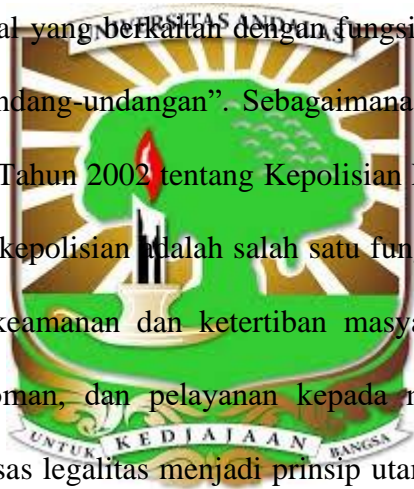 UNIVERSITAS ANDALAS
al yang berkaitan dengan fungsi
ndang-undangan”. Sebagaimana
Tahun 2002 tentang Kepolisian
kepolisian adalah salah satu fun
keamanan dan ketertiban masya
oman, dan pelayanan kepada
UNTUK KEDJAJAAN BANGSA
sas legalitas menjadi prinsip utar